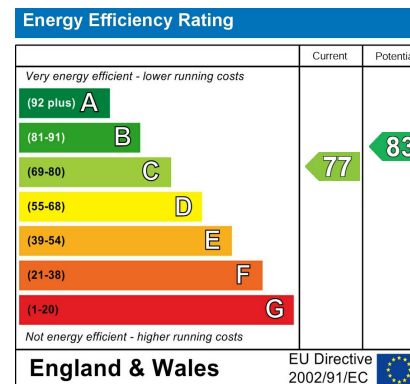 Energy Efficiency Rating
Current Potenti
Very energy efficient - lower running costs
(92 plus) A
(81-91) B
(69-80) C
(55-68) D
(39-54) E
(21-38) F
(1-20) G
77
83
Not energy efficient - higher running costs
England & Wales
EU Directive
2002/91/EC